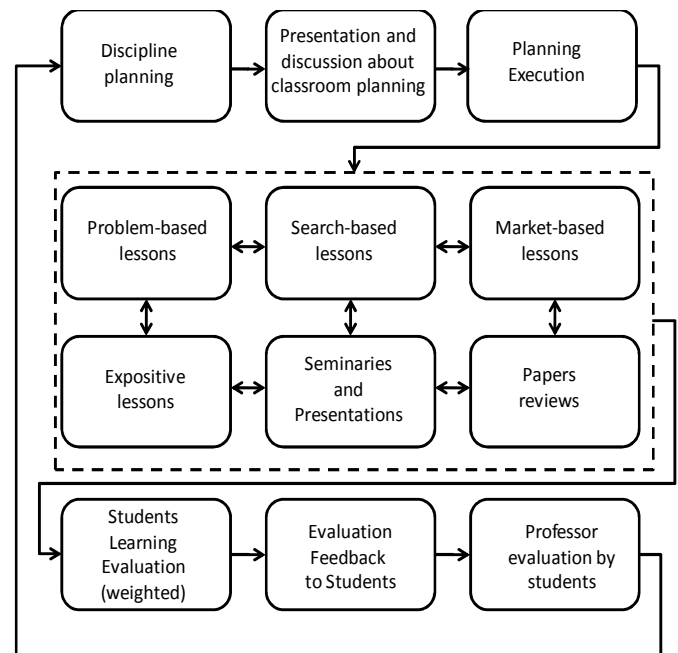 Discipline
planning
Presentation and
discussion about
classroom planning
Planning
Execution
Problem-based
lessons
Search-based
lessons
Market-based
lessons
Expositive
lessons
Seminaries
and
Presentations
Papers
reviews
Students
Learning
Evaluation
(weighted)
Evaluation
Feedback
to Students
Professor
evaluation by
students